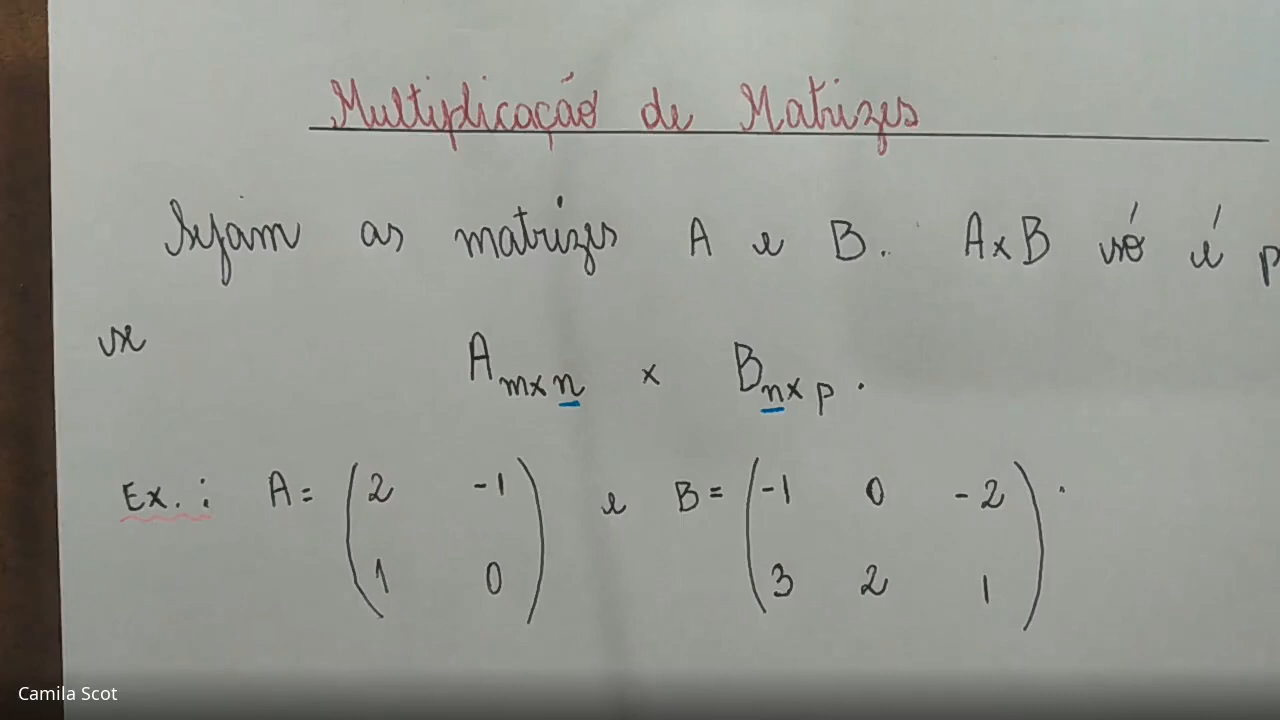 Multiplicação de Matrizes
Sejam as matrizes A e B. A x B só é
se
A m x n x B n x p .
Ex.: A = ( 2 -1 e B = ( -1 0 -2 ) .
1 0 ) 3 2 1 )
Camila Scot